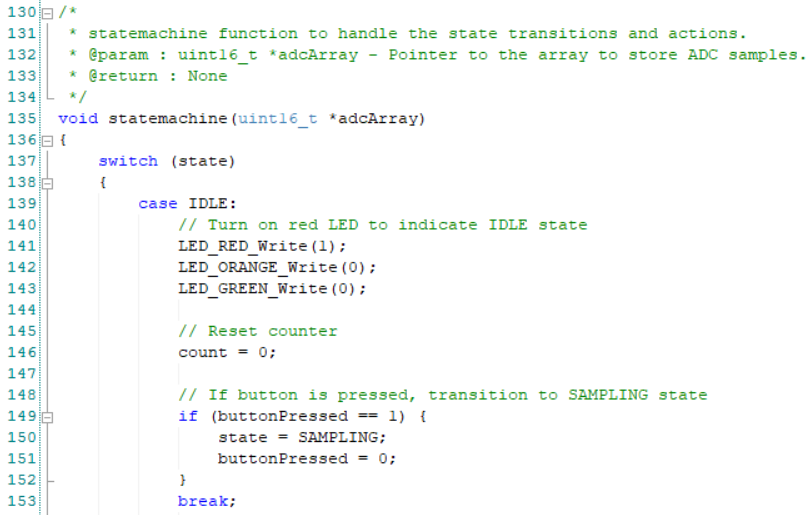 130 /*
131  * statemachine function to handle the state transitions and actions.
132  * @param : uint16_t *adcArray - Pointer to the array to store ADC samples.
133  * @return : None
134  */
135 void statemachine(uint16_t *adcArray)
136 {
137     switch (state)
138     {
139         case IDLE:
140             // Turn on red LED to indicate IDLE state
141             LED_RED_Write(1);
142             LED_ORANGE_Write(0);
143             LED_GREEN_Write(0);
144
145             // Reset counter
146             count = 0;
147
148             // If button is pressed, transition to SAMPLING state
149             if (buttonPressed == 1) {
150                 state = SAMPLING;
151                 buttonPressed = 0;
152             }
153             break;